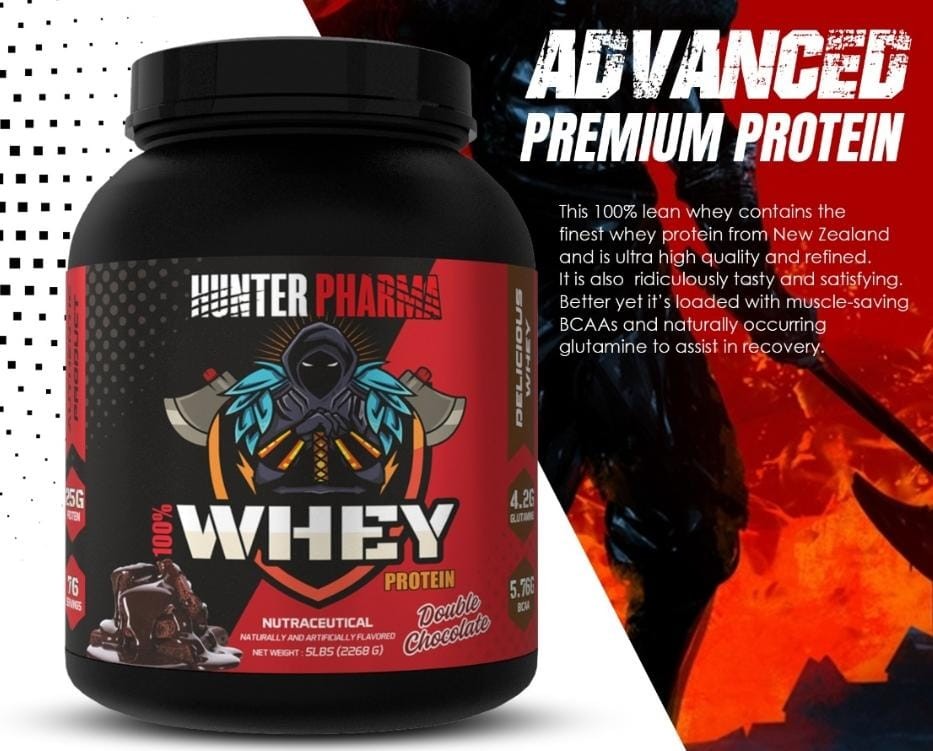 ADVANCED
PREMIUM PROTEIN
This 100% lean whey contains the
finest whey protein from New Zealand
and is ultra high quality and refined.
It is also ridiculously tasty and satisfying.
Better yet it's loaded with muscle-saving
BCAAs and naturally occurring
glutamine to assist in recovery.
HUNTER PHARMA
PRODUCT
DELICIOUS
WHEY
25G
PROTEIN
76
SERVINGS
4.2G
GLUTAMINE
5.76G
BCAA
100%
WHEY
PROTEIN
Double
Chocolate
NUTRACEUTICAL
NATURALLY AND ARTIFICIALLY FLAVORED
NET WEIGHT : 5LBS (2268 G)